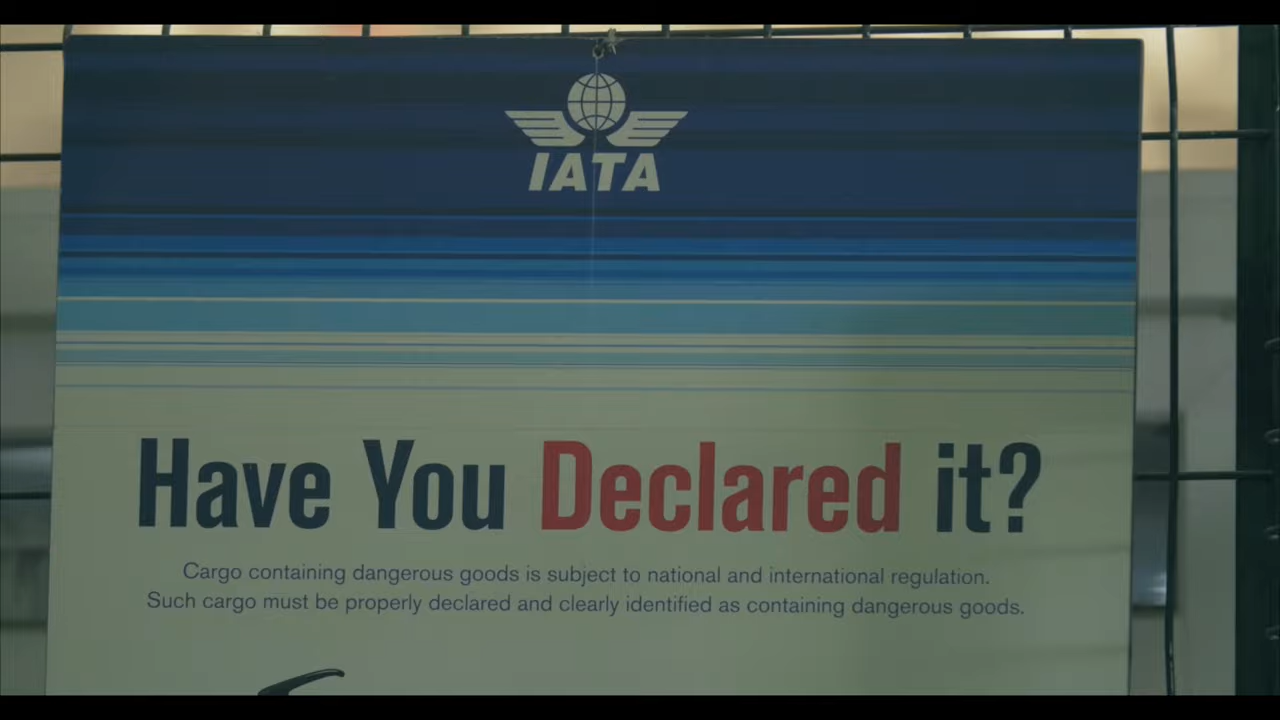 IATA
Have You Declared it?
Cargo containing dangerous goods is subject to national and international regulation.
Such cargo must be properly declared and clearly identified as containing dangerous goods.